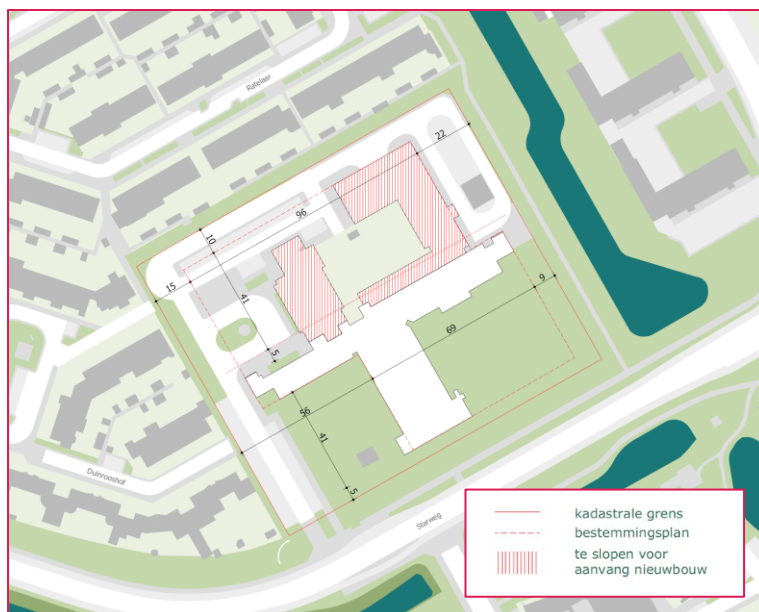 Ratelaar
22
96
10
15
41
5
9
69
56
41
5
Duinrooshof
Starweg
kadastrale grens
bestemmingsplan
te slopen voor
aanvang nieuwbouw